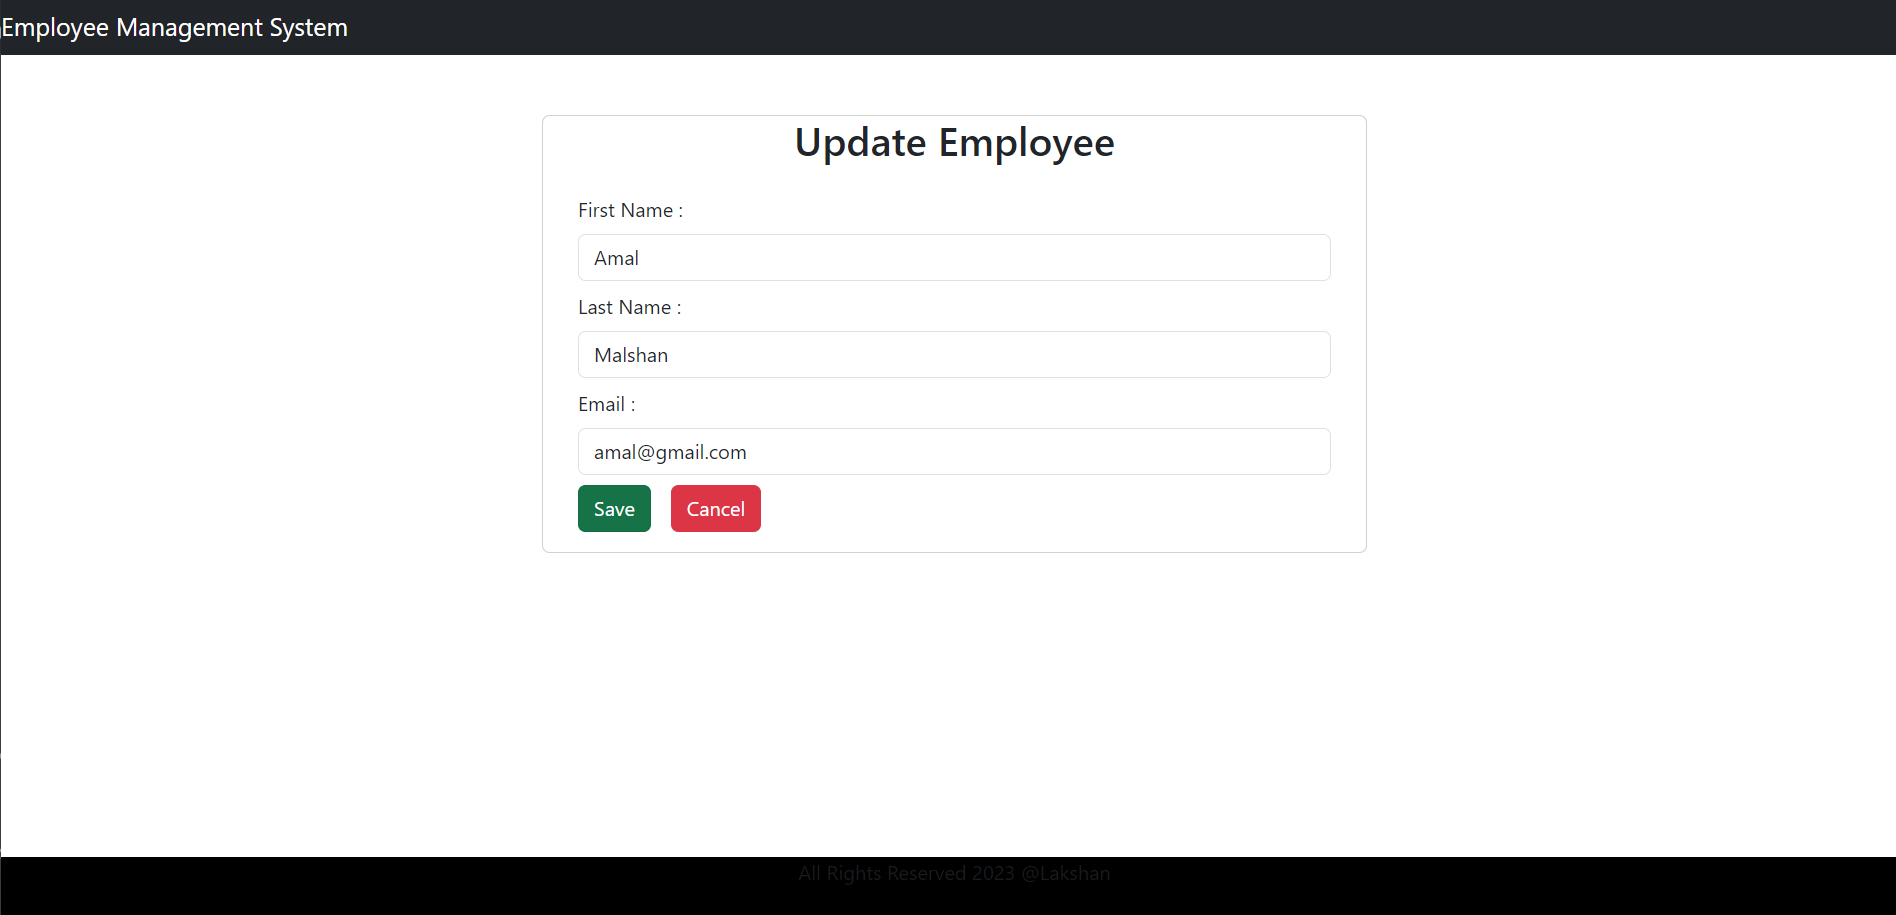 Employee Management System
Update Employee
First Name :
Amal
Last Name :
Malshan
Email :
amal@gmail.com
Save Cancel
All Rights Reserved 2023 @Lakshan